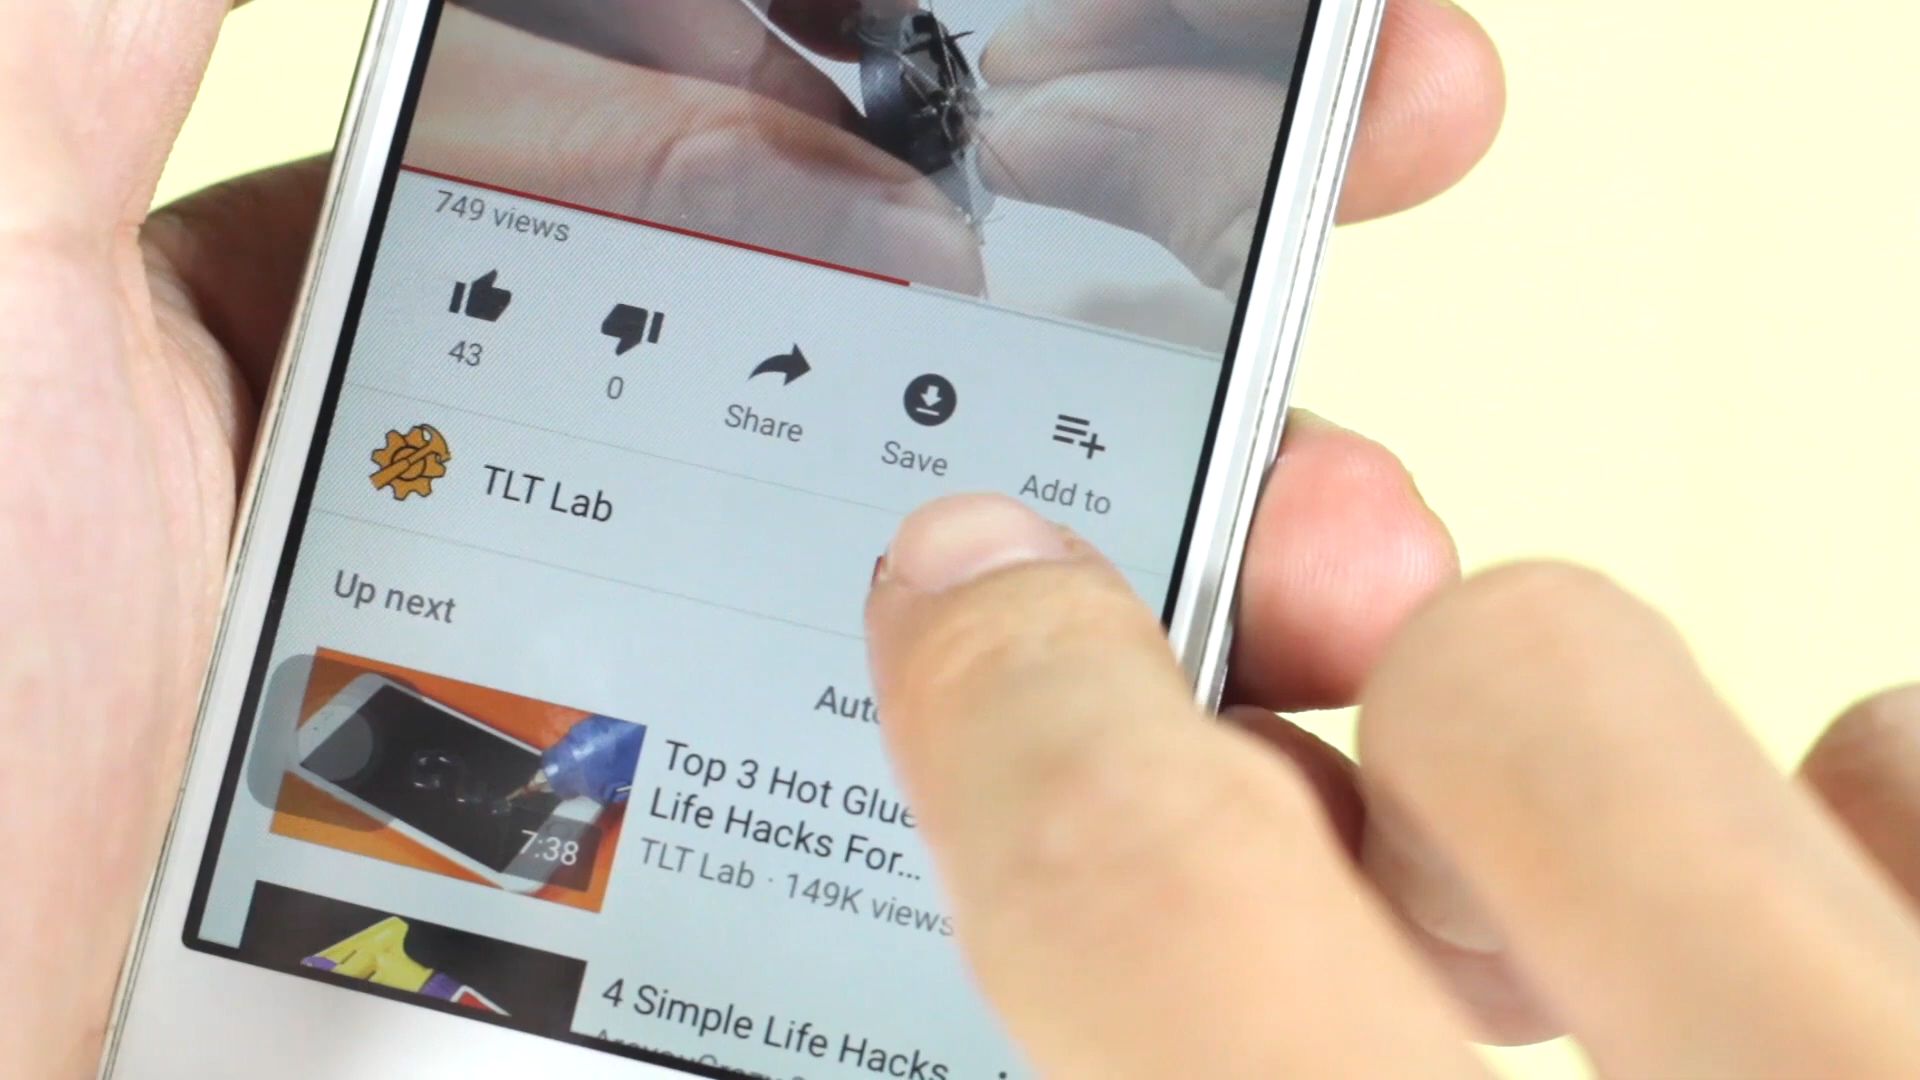 749 views
43
0
Share
Save
Add to
TLT Lab
Up next
7:38
Top 3 Hot Glue
Life Hacks For...
TLT Lab · 149K views
4 Simple Life Hacks